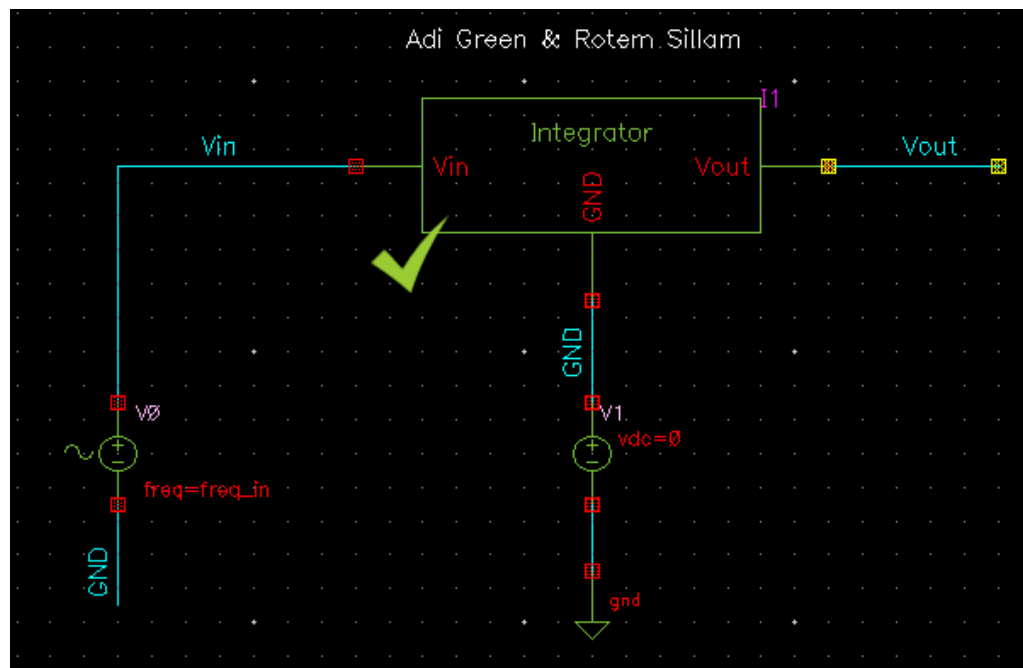 Adi Green & Rotem Sillam
I1
Integrator
Vin
Vin
Vout
Vout
GND
GND
V0
V1
vdc=0
freq=freq_in
GND
gnd